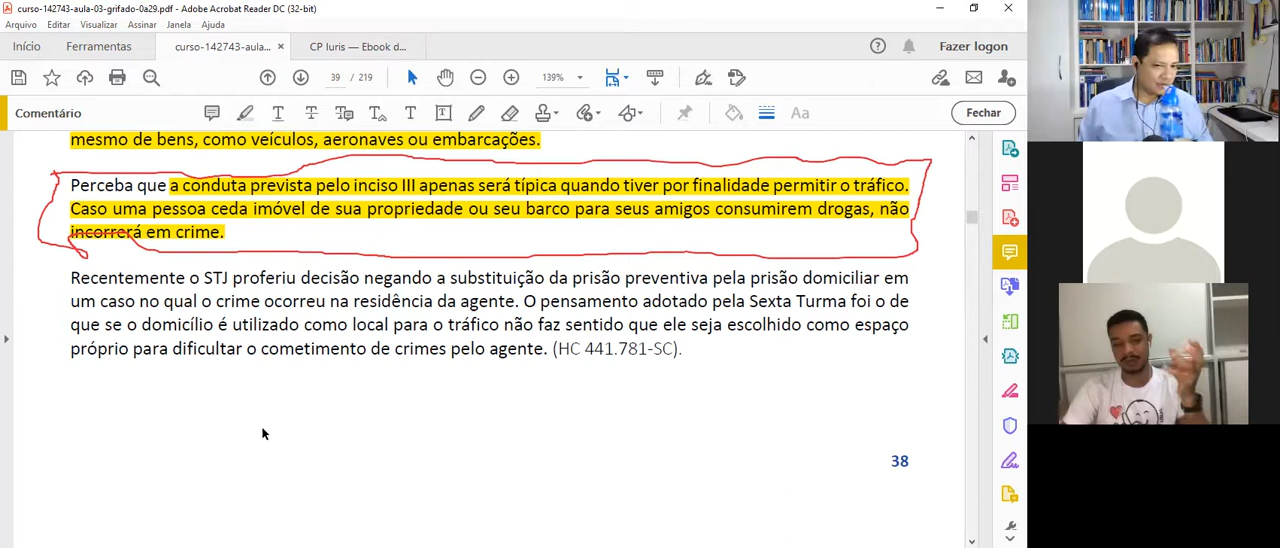 curso-142743-aula-03-grifado-0a29.pdf - Adobe Acrobat Reader DC (32-bit)
Arquivo Editar Visualizar Assinar Janela Ajuda
Início Ferramentas curso-142743-aula-... × CP Iuris — Ebook d... Fazer logon
39 / 219 139%
Comentário Aa Fechar
mesmo de bens, como veículos, aeronaves ou embarcações.
Perceba que a conduta prevista pelo inciso III apenas será típica quando tiver por finalidade permitir o tráfico.
Caso uma pessoa ceda imóvel de sua propriedade ou seu barco para seus amigos consumirem drogas, não
incorrerá em crime.
Recentemente o STJ proferiu decisão negando a substituição da prisão preventiva pela prisão domiciliar em
um caso no qual o crime ocorreu na residência da agente. O pensamento adotado pela Sexta Turma foi o de
que se o domicílio é utilizado como local para o tráfico não faz sentido que ele seja escolhido como espaço
próprio para dificultar o cometimento de crimes pelo agente. (HC 441.781-SC).
38